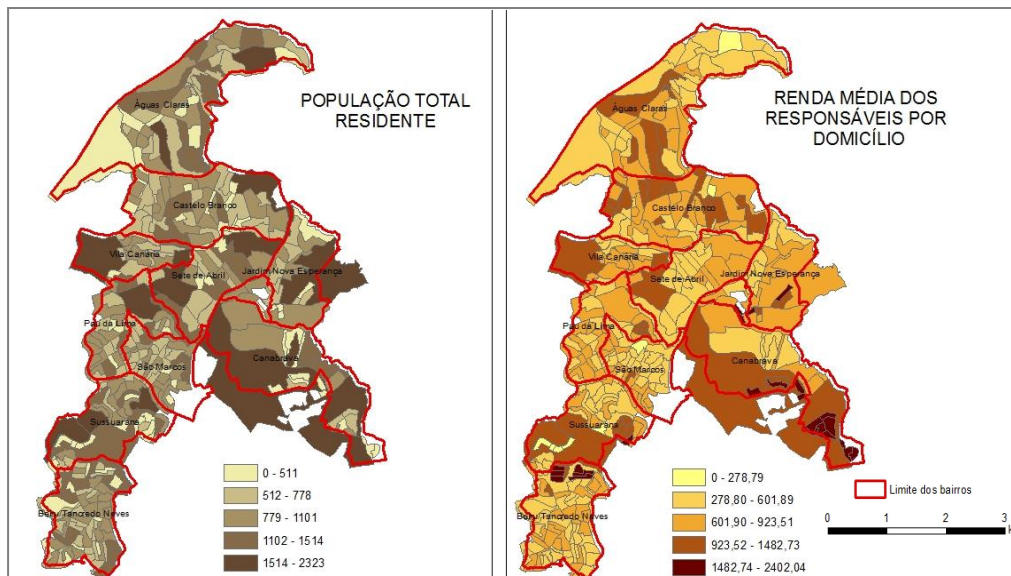 POPULAÇÃO TOTAL
RESIDENTE
Águas Claras
Castelo Branco
Vila Canária
Sete de Abril
Jardim Nova Esperança
Pau da Lima
Canabrava
São Marcos
Sussuarana
Beiru/Tancredo Neves
0 - 511
512 - 778
779 - 1101
1102 - 1514
1514 - 2323
RENDA MÉDIA DOS
RESPONSÁVEIS POR
DOMICÍLIO
Águas Claras
Castelo Branco
Vila Canária
Sete de Abril
Jardim Nova Esperança
Pau da Lima
Canabrava
São Marcos
Sussuarana
Beiru/Tancredo Neves
0 - 278,79
278,80 - 601,89
601,90 - 923,51
923,52 - 1482,73
1482,74 - 2402,04
Limite dos bairros
0 1 2 3
k